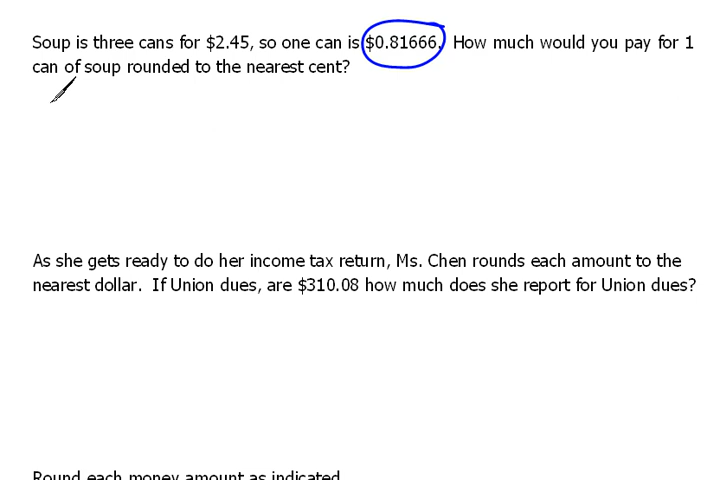 Soup is three cans for $2.45, so one can is $0.81666. How much would you pay for 1
can of soup rounded to the nearest cent?
As she gets ready to do her income tax return, Ms. Chen rounds each amount to the
nearest dollar. If Union dues, are $310.08 how much does she report for Union dues?
Round each money amount as indicated